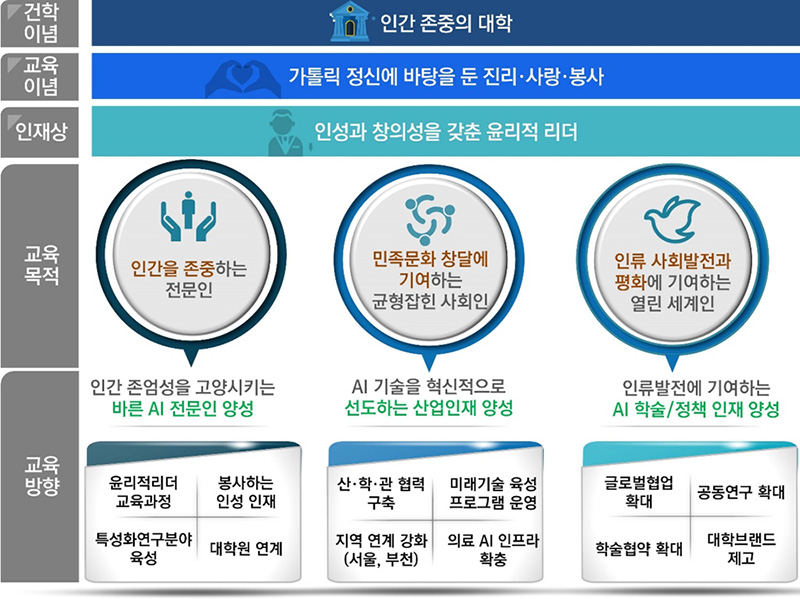 건학
이념
인간 존중의 대학
교육
이념
가톨릭 정신에 바탕을 둔 진리·사랑·봉사
인재상
인성과 창의성을 갖춘 윤리적 리더
교육
목적
인간을 존중하는
전문인
민족문화 창달에
기여하는
균형잡힌 사회인
인류 사회발전과
평화에 기여하는
열린 세계인
교육
방향
인간 존엄성을 고양시키는
바른 AI 전문인 양성
AI 기술을 혁신적으로
선도하는 산업인재 양성
인류발전에 기여하는
AI 학술/정책 인재 양성
윤리적리더
교육과정
봉사하는
인성 인재
특성화연구분야
육성
대학원 연계
산·학·관 협력
구축
미래기술 육성
프로그램 운영
지역 연계 강화
(서울, 부천)
의료 AI 인프라
확충
글로벌협업
확대
공동연구 확대
학술협약 확대
대학브랜드
제고